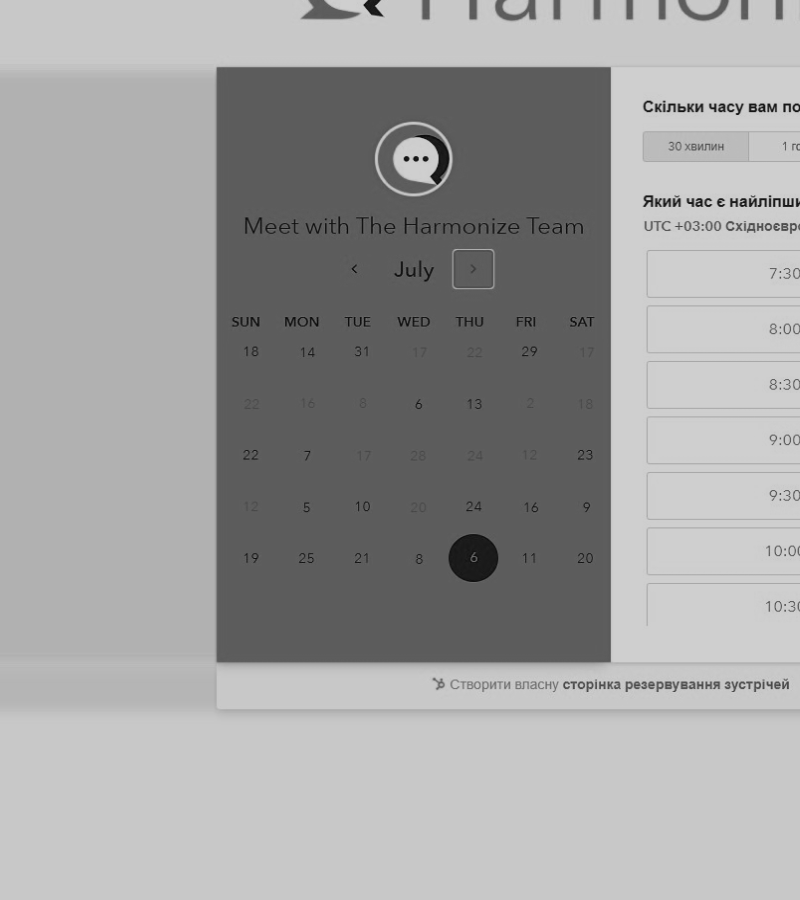 Harmon
Meet with The Harmonize Team
July
SUN MON TUE WED THU FRI SAT
18 14 31 17 22 29 17
22 16 8 6 13 2 18
22 7 17 28 24 12 23
12 5 10 20 24 16 9
19 25 21 8 6 11 20
Скільки часу вам по
30 хвилин 1 го
Який час є найліпши
UTC +03:00 Східноєвро
7:30
8:00
8:30
9:00
9:30
10:00
10:30
Створити власну сторінка резервування зустрічей